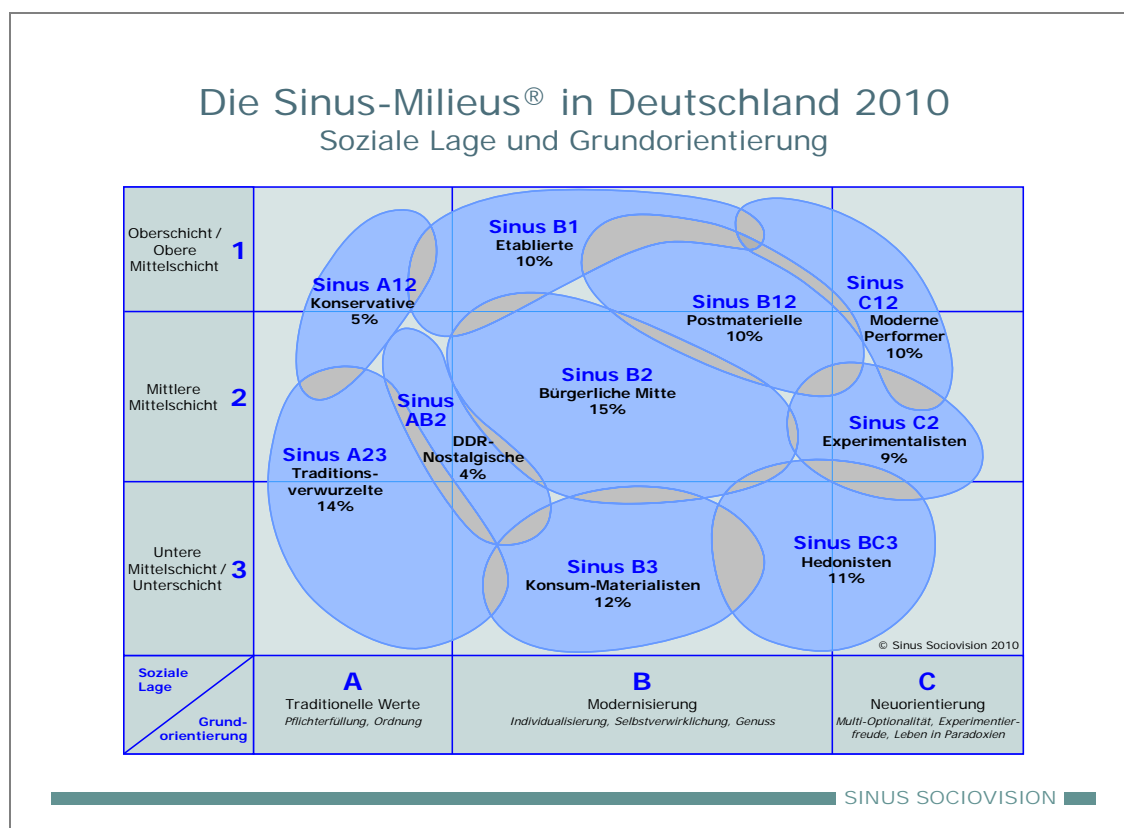 Die Sinus-Milieus® in Deutschland 2010
Soziale Lage und Grundorientierung
Oberschicht /
Obere
Mittelschicht
1
Mittlere
Mittelschicht
2
Untere
Mittelschicht /
Unterschicht
3
Sinus B1
Etablierte
10%
Sinus A12
Konservative
5%
Sinus B12
Postmaterielle
10%
Sinus
C12
Moderne
Performer
10%
Sinus B2
Bürgerliche Mitte
15%
Sinus
AB2
DDR-
Nostalgische
4%
Sinus A23
Traditions-
verwurzelte
14%
Sinus C2
Experimentalisten
9%
Sinus B3
Konsum-Materialisten
12%
Sinus BC3
Hedonisten
11%
© Sinus Sociovision 2010
Soziale
Lage
Grund-
orientierung
A
Traditionelle Werte
Pflichterfüllung, Ordnung
B
Modernisierung
Individualisierung, Selbstverwirklichung, Genuss
C
Neuorientierung
Multi-Optionalität, Experimentier-
freude, Leben in Paradoxien
SINUS SOCIOVISION